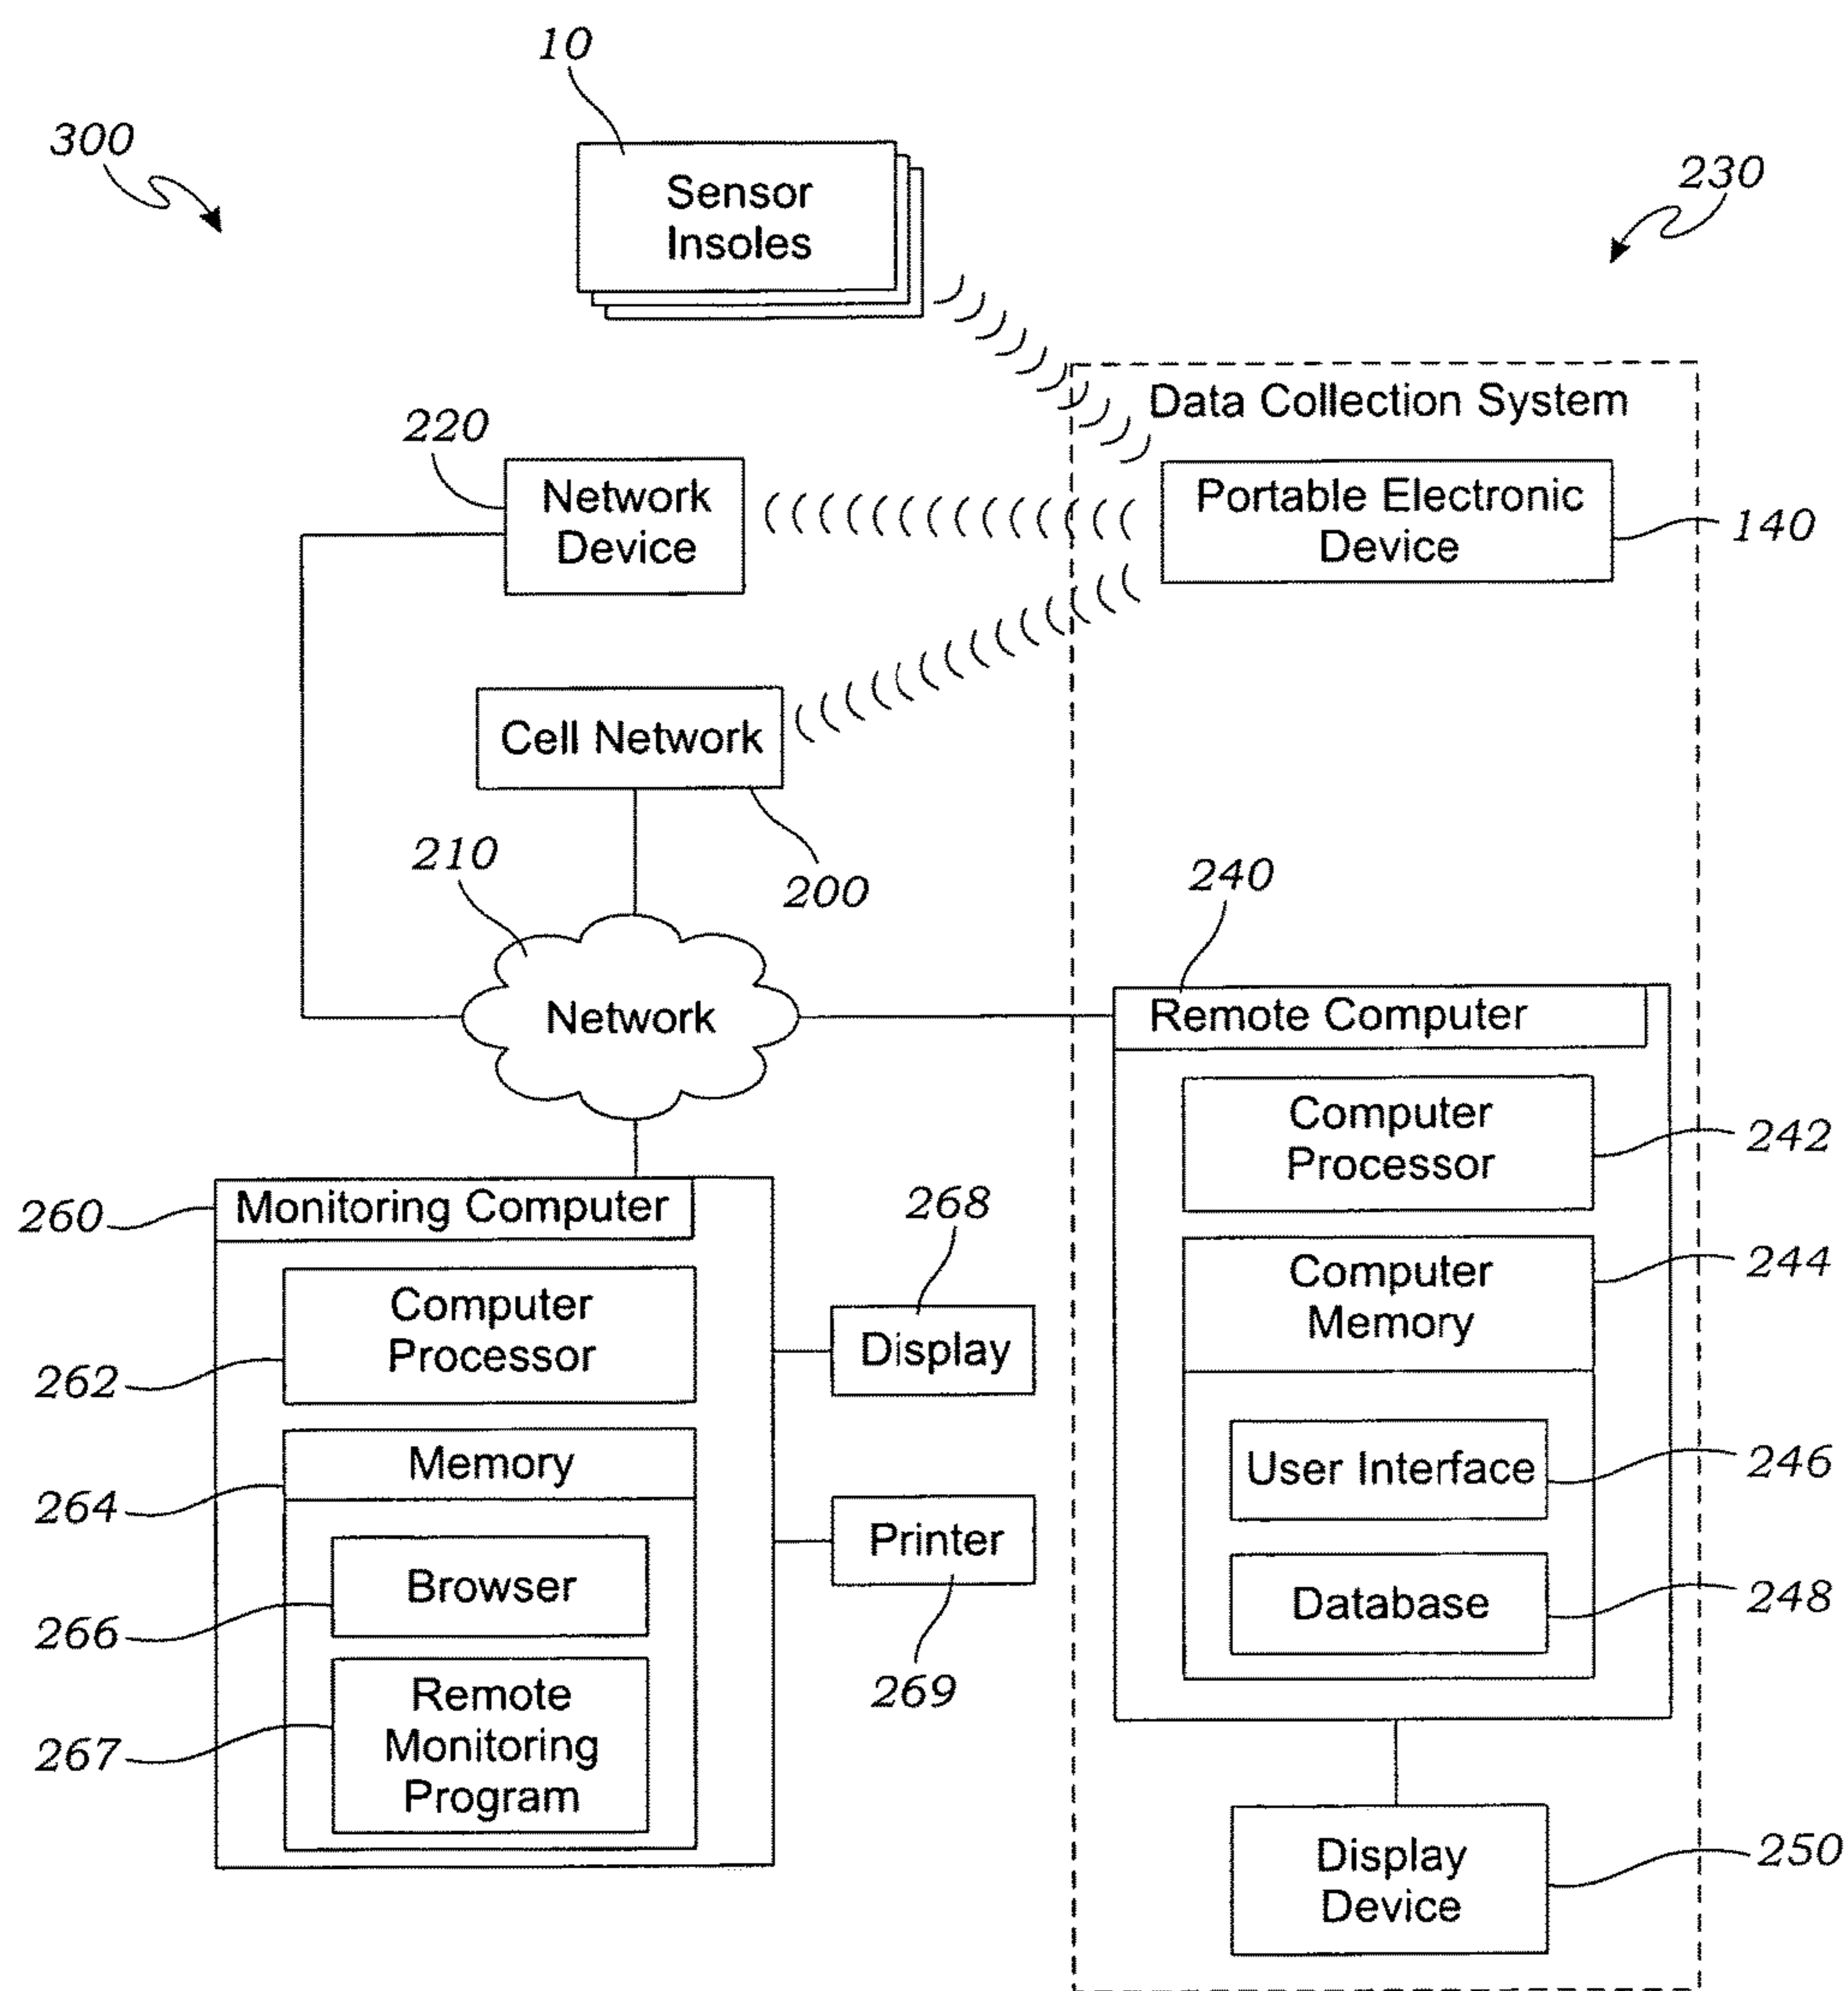 10
300
Sensor
Insoles
230
Data Collection System
220
Network
Device
Portable Electronic
Device
140
Cell Network
210
200
240
Network
Remote Computer
Computer
Processor
242
260
Monitoring Computer
268
Computer
Memory
244
Computer
Processor
262
Display
Memory
264
User Interface
246
Printer
Browser
266
Database
248
269
Remote
Monitoring
Program
267
Display
Device
250